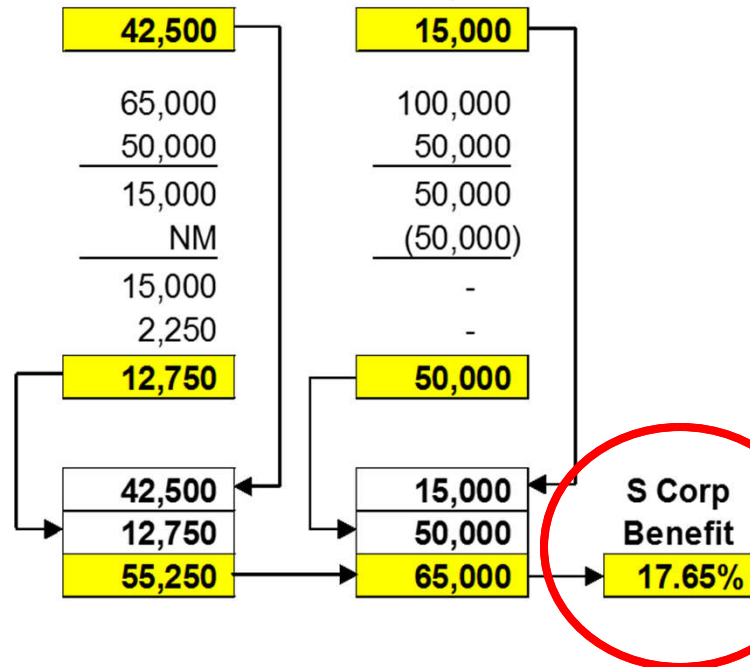 42,500 15,000
65,000 100,000
50,000 50,000
15,000 50,000
NM (50,000)
15,000 -
2,250 -
12,750 50,000
42,500 15,000 S Corp
12,750 50,000 Benefit
55,250 65,000 17.65%